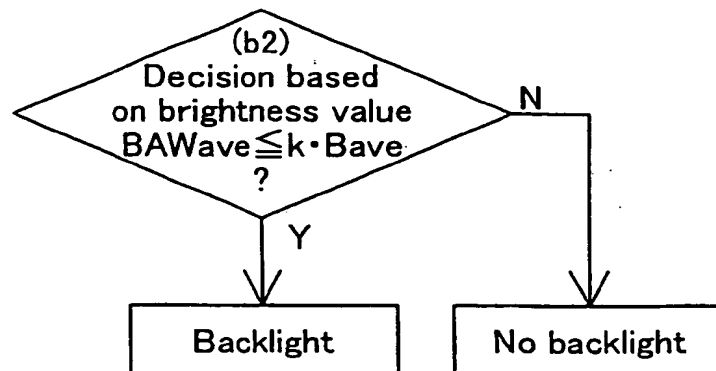 (b2)
Decision based
on brightness value
BAWave≦k·Bave
?
N
Y
Backlight
No backlight